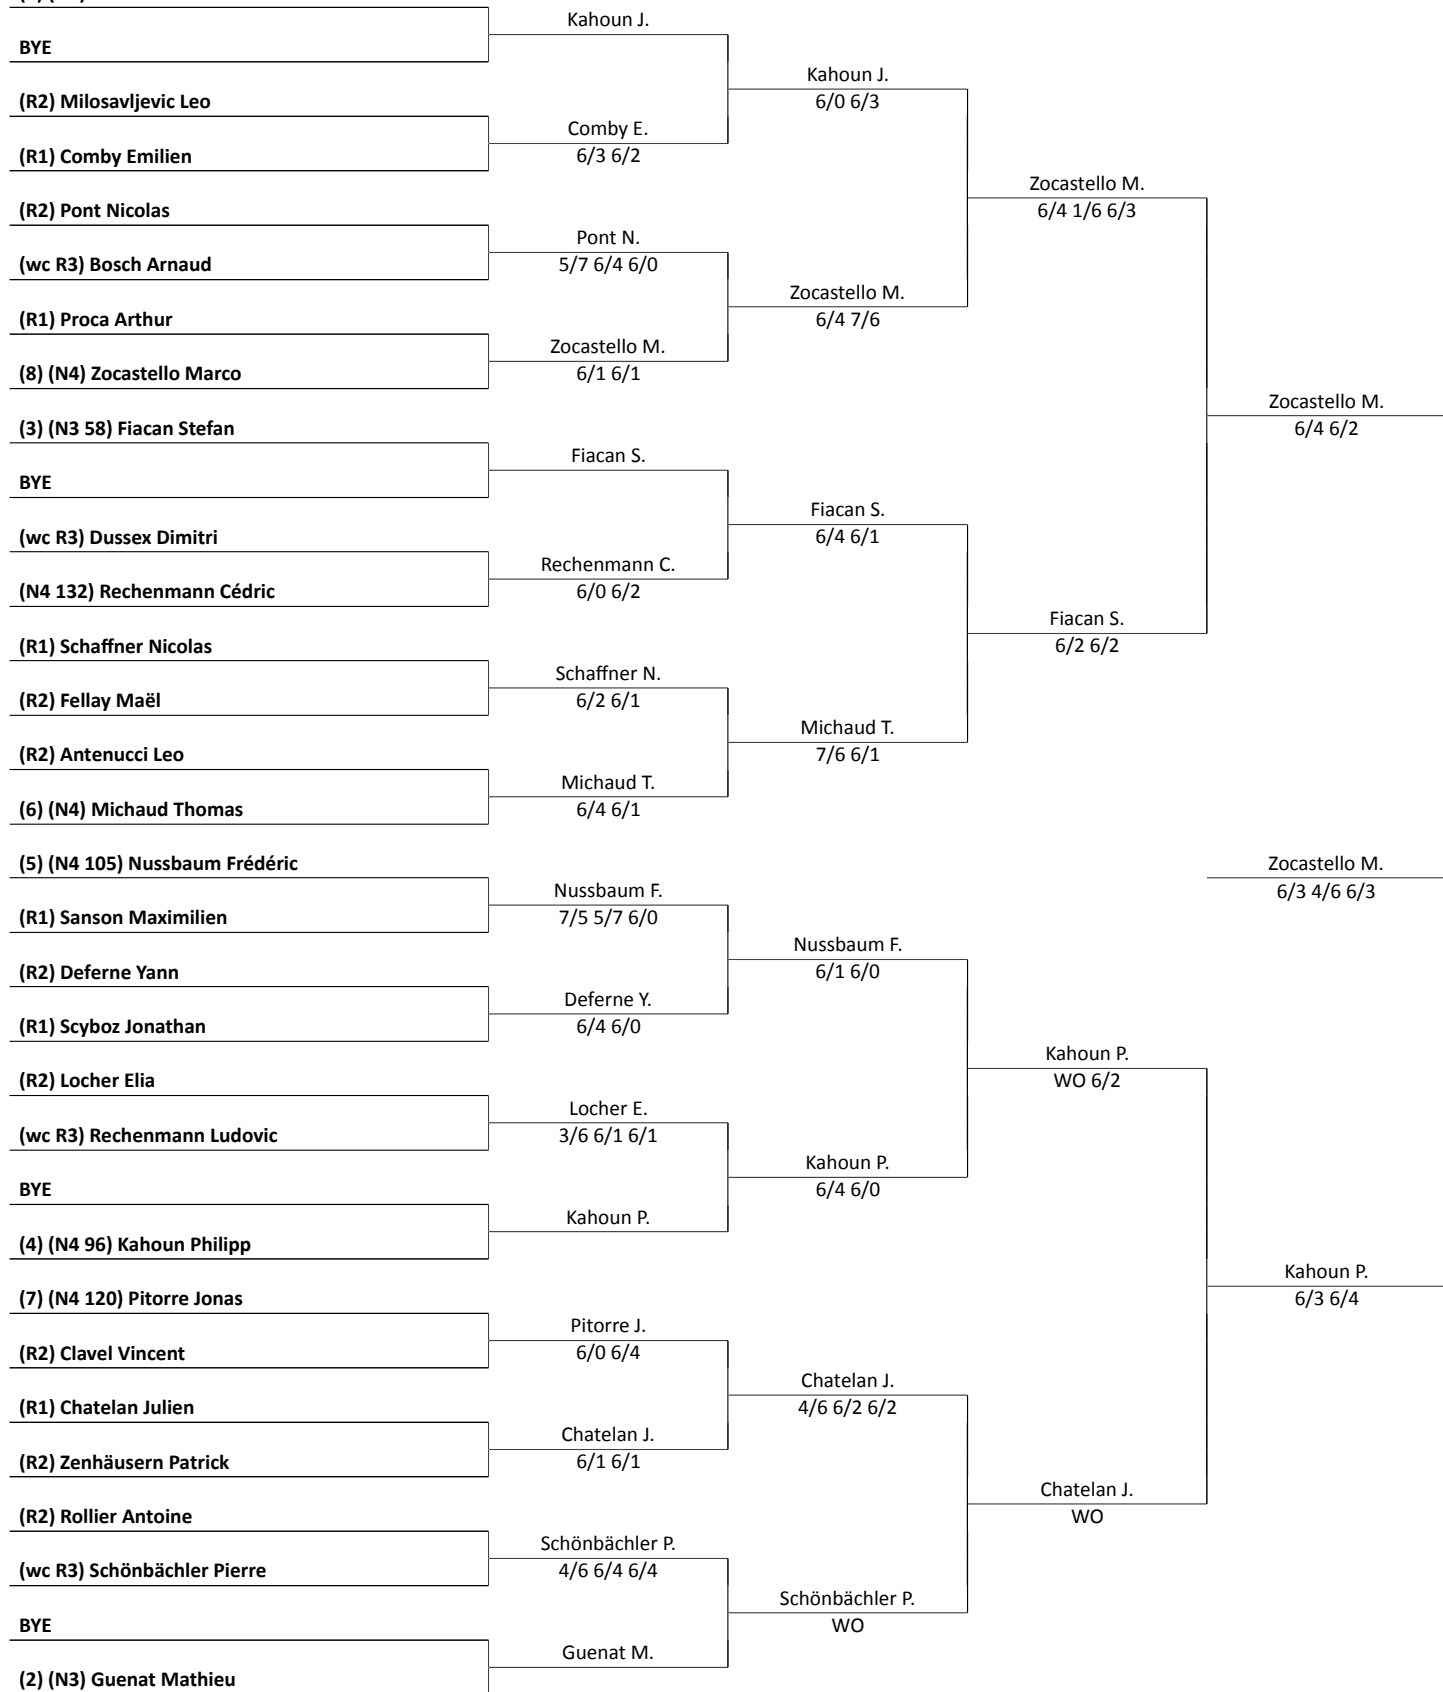 BYE
(R2) Milosavljevic Leo
(R1) Comby Emilien
(R2) Pont Nicolas
(wc R3) Bosch Arnaud
(R1) Proca Arthur
(8) (N4) Zocastello Marco
(3) (N3 58) Fiacan Stefan
BYE
(wc R3) Dussex Dimitri
(N4 132) Rechenmann Cédric
(R1) Schaffner Nicolas
(R2) Fellay Maël
(R2) Antenucci Leo
(6) (N4) Michaud Thomas
(5) (N4 105) Nussbaum Frédéric
(R1) Sanson Maximilien
(R2) Deferne Yann
(R1) Scyboz Jonathan
(R2) Locher Elia
(wc R3) Rechenmann Ludovic
BYE
(4) (N4 96) Kahoun Philipp
(7) (N4 120) Pitorre Jonas
(R2) Clavel Vincent
(R1) Chatelan Julien
(R2) Zenhäusern Patrick
(R2) Rollier Antoine
(wc R3) Schönbächler Pierre
BYE
(2) (N3) Guenat Mathieu
Kahoun J.
Comby E.
6/3 6/2
Pont N.
5/7 6/4 6/0
Zocastello M.
6/1 6/1
Fiacan S.
Rechenmann C.
6/0 6/2
Schaffner N.
6/2 6/1
Michaud T.
6/4 6/1
Nussbaum F.
7/5 5/7 6/0
Deferne Y.
6/4 6/0
Locher E.
3/6 6/1 6/1
Kahoun P.
Pitorre J.
6/0 6/4
Chatelan J.
6/1 6/1
Schönbächler P.
4/6 6/4 6/4
Guenat M.
Kahoun J.
6/0 6/3
Zocastello M.
6/4 7/6
Fiacan S.
6/4 6/1
Michaud T.
7/6 6/1
Nussbaum F.
6/1 6/0
Kahoun P.
6/4 6/0
Chatelan J.
4/6 6/2 6/2
Schönbächler P.
WO
Zocastello M.
6/4 1/6 6/3
Fiacan S.
6/2 6/2
Kahoun P.
WO 6/2
Chatelan J.
WO
Zocastello M.
6/4 6/2
Zocastello M.
6/3 4/6 6/3
Kahoun P.
6/3 6/4